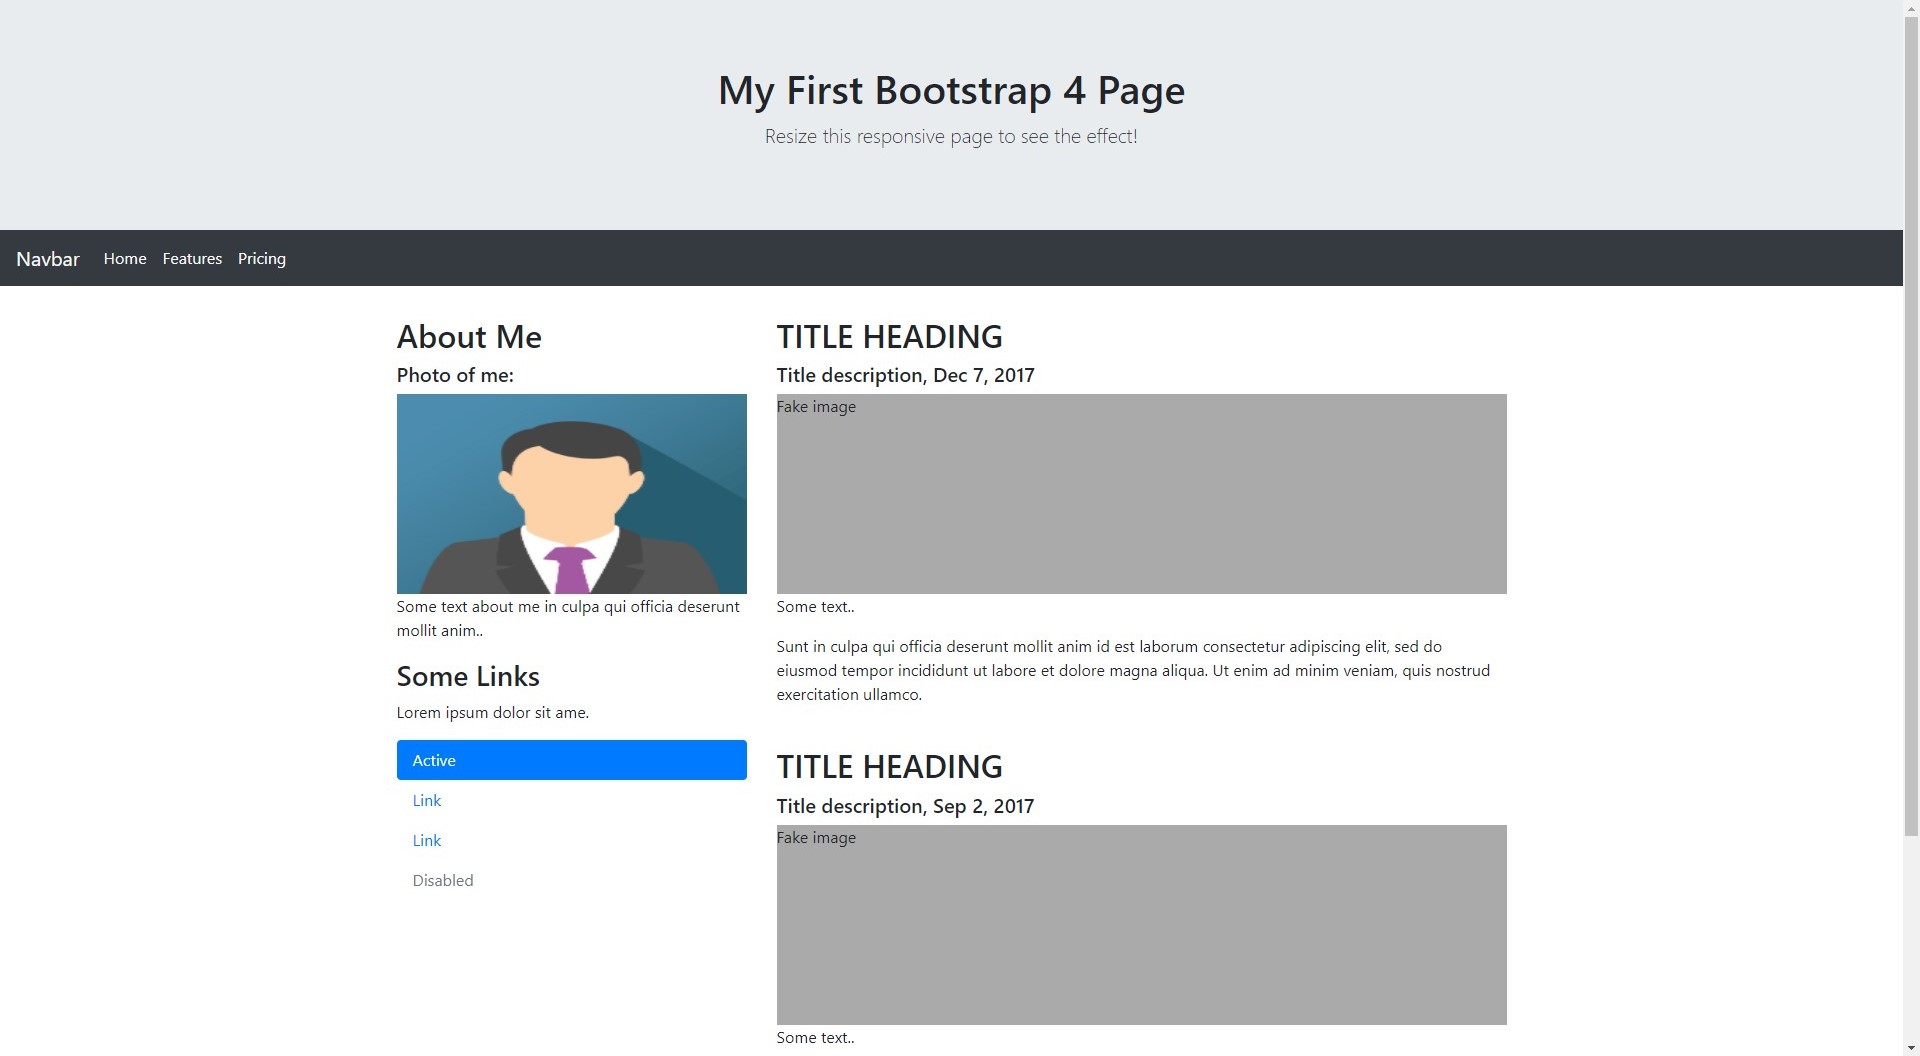 My First Bootstrap 4 Page
Resize this responsive page to see the effect!
Navbar Home Features Pricing
About Me
Photo of me:
Some text about me in culpa qui officia deserunt
mollit anim..
Some Links
Lorem ipsum dolor sit ame.
Active
Link
Link
Disabled
TITLE HEADING
Title description, Dec 7, 2017
Fake image
Some text..
Sunt in culpa qui officia deserunt mollit anim id est laborum consectetur adipiscing elit, sed do
eiusmod tempor incididunt ut labore et dolore magna aliqua. Ut enim ad minim veniam, quis nostrud
exercitation ullamco.
TITLE HEADING
Title description, Sep 2, 2017
Fake image
Some text..